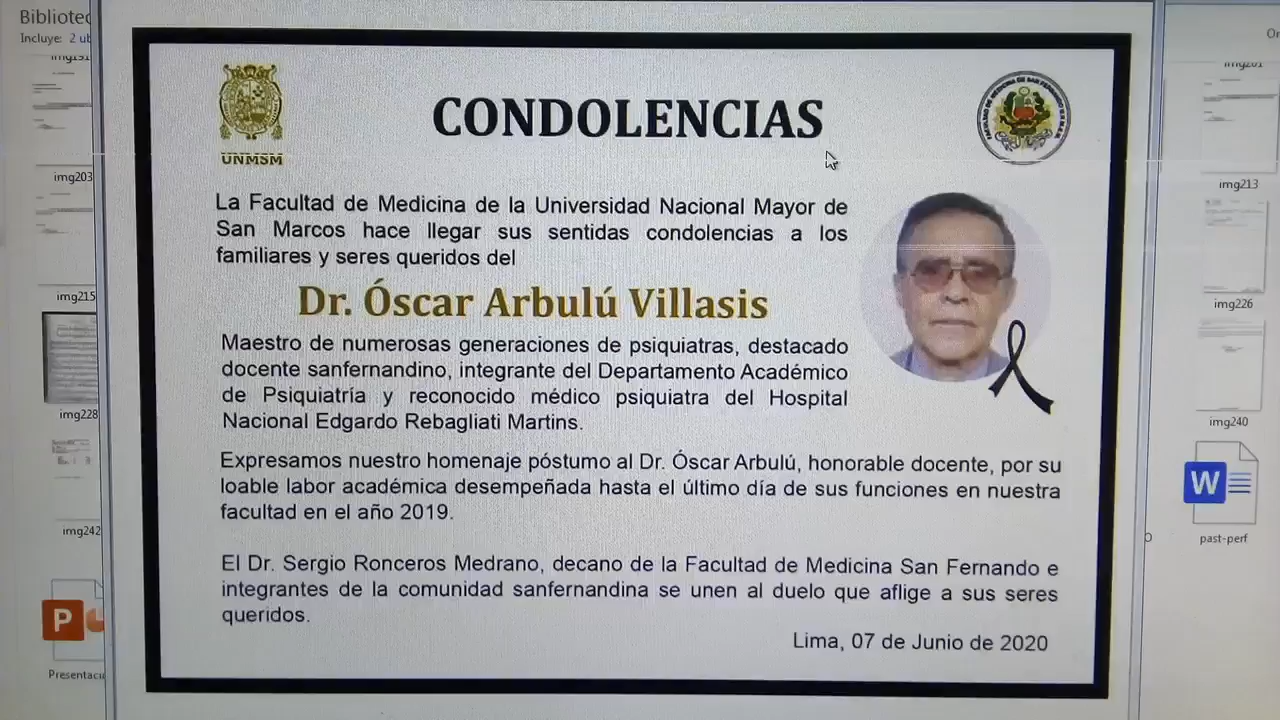 Bibliotec
Incluye: 2 ub
img191
img203
img215
img228
img242
Presentaci
UNMSM
CONDOLENCIAS
La Facultad de Medicina de la Universidad Nacional Mayor de
San Marcos hace llegar sus sentidas condolencias a los
familiares y seres queridos del
Dr. Óscar Arbulú Villasis
Maestro de numerosas generaciones de psiquiatras, destacado
docente sanfernandino, integrante del Departamento Académico
de Psiquiatría y reconocido médico psiquiatra del Hospital
Nacional Edgardo Rebagliati Martins.
Expresamos nuestro homenaje póstumo al Dr. Óscar Arbulú, honorable docente, por su
loable labor académica desempeñada hasta el último día de sus funciones en nuestra
facultad en el año 2019.
El Dr. Sergio Ronceros Medrano, decano de la Facultad de Medicina San Fernando e
integrantes de la comunidad sanfernandina se unen al duelo que aflige a sus seres
queridos.
Lima, 07 de Junio de 2020
Or
img201
img213
img226
img240
W
past-perf
P